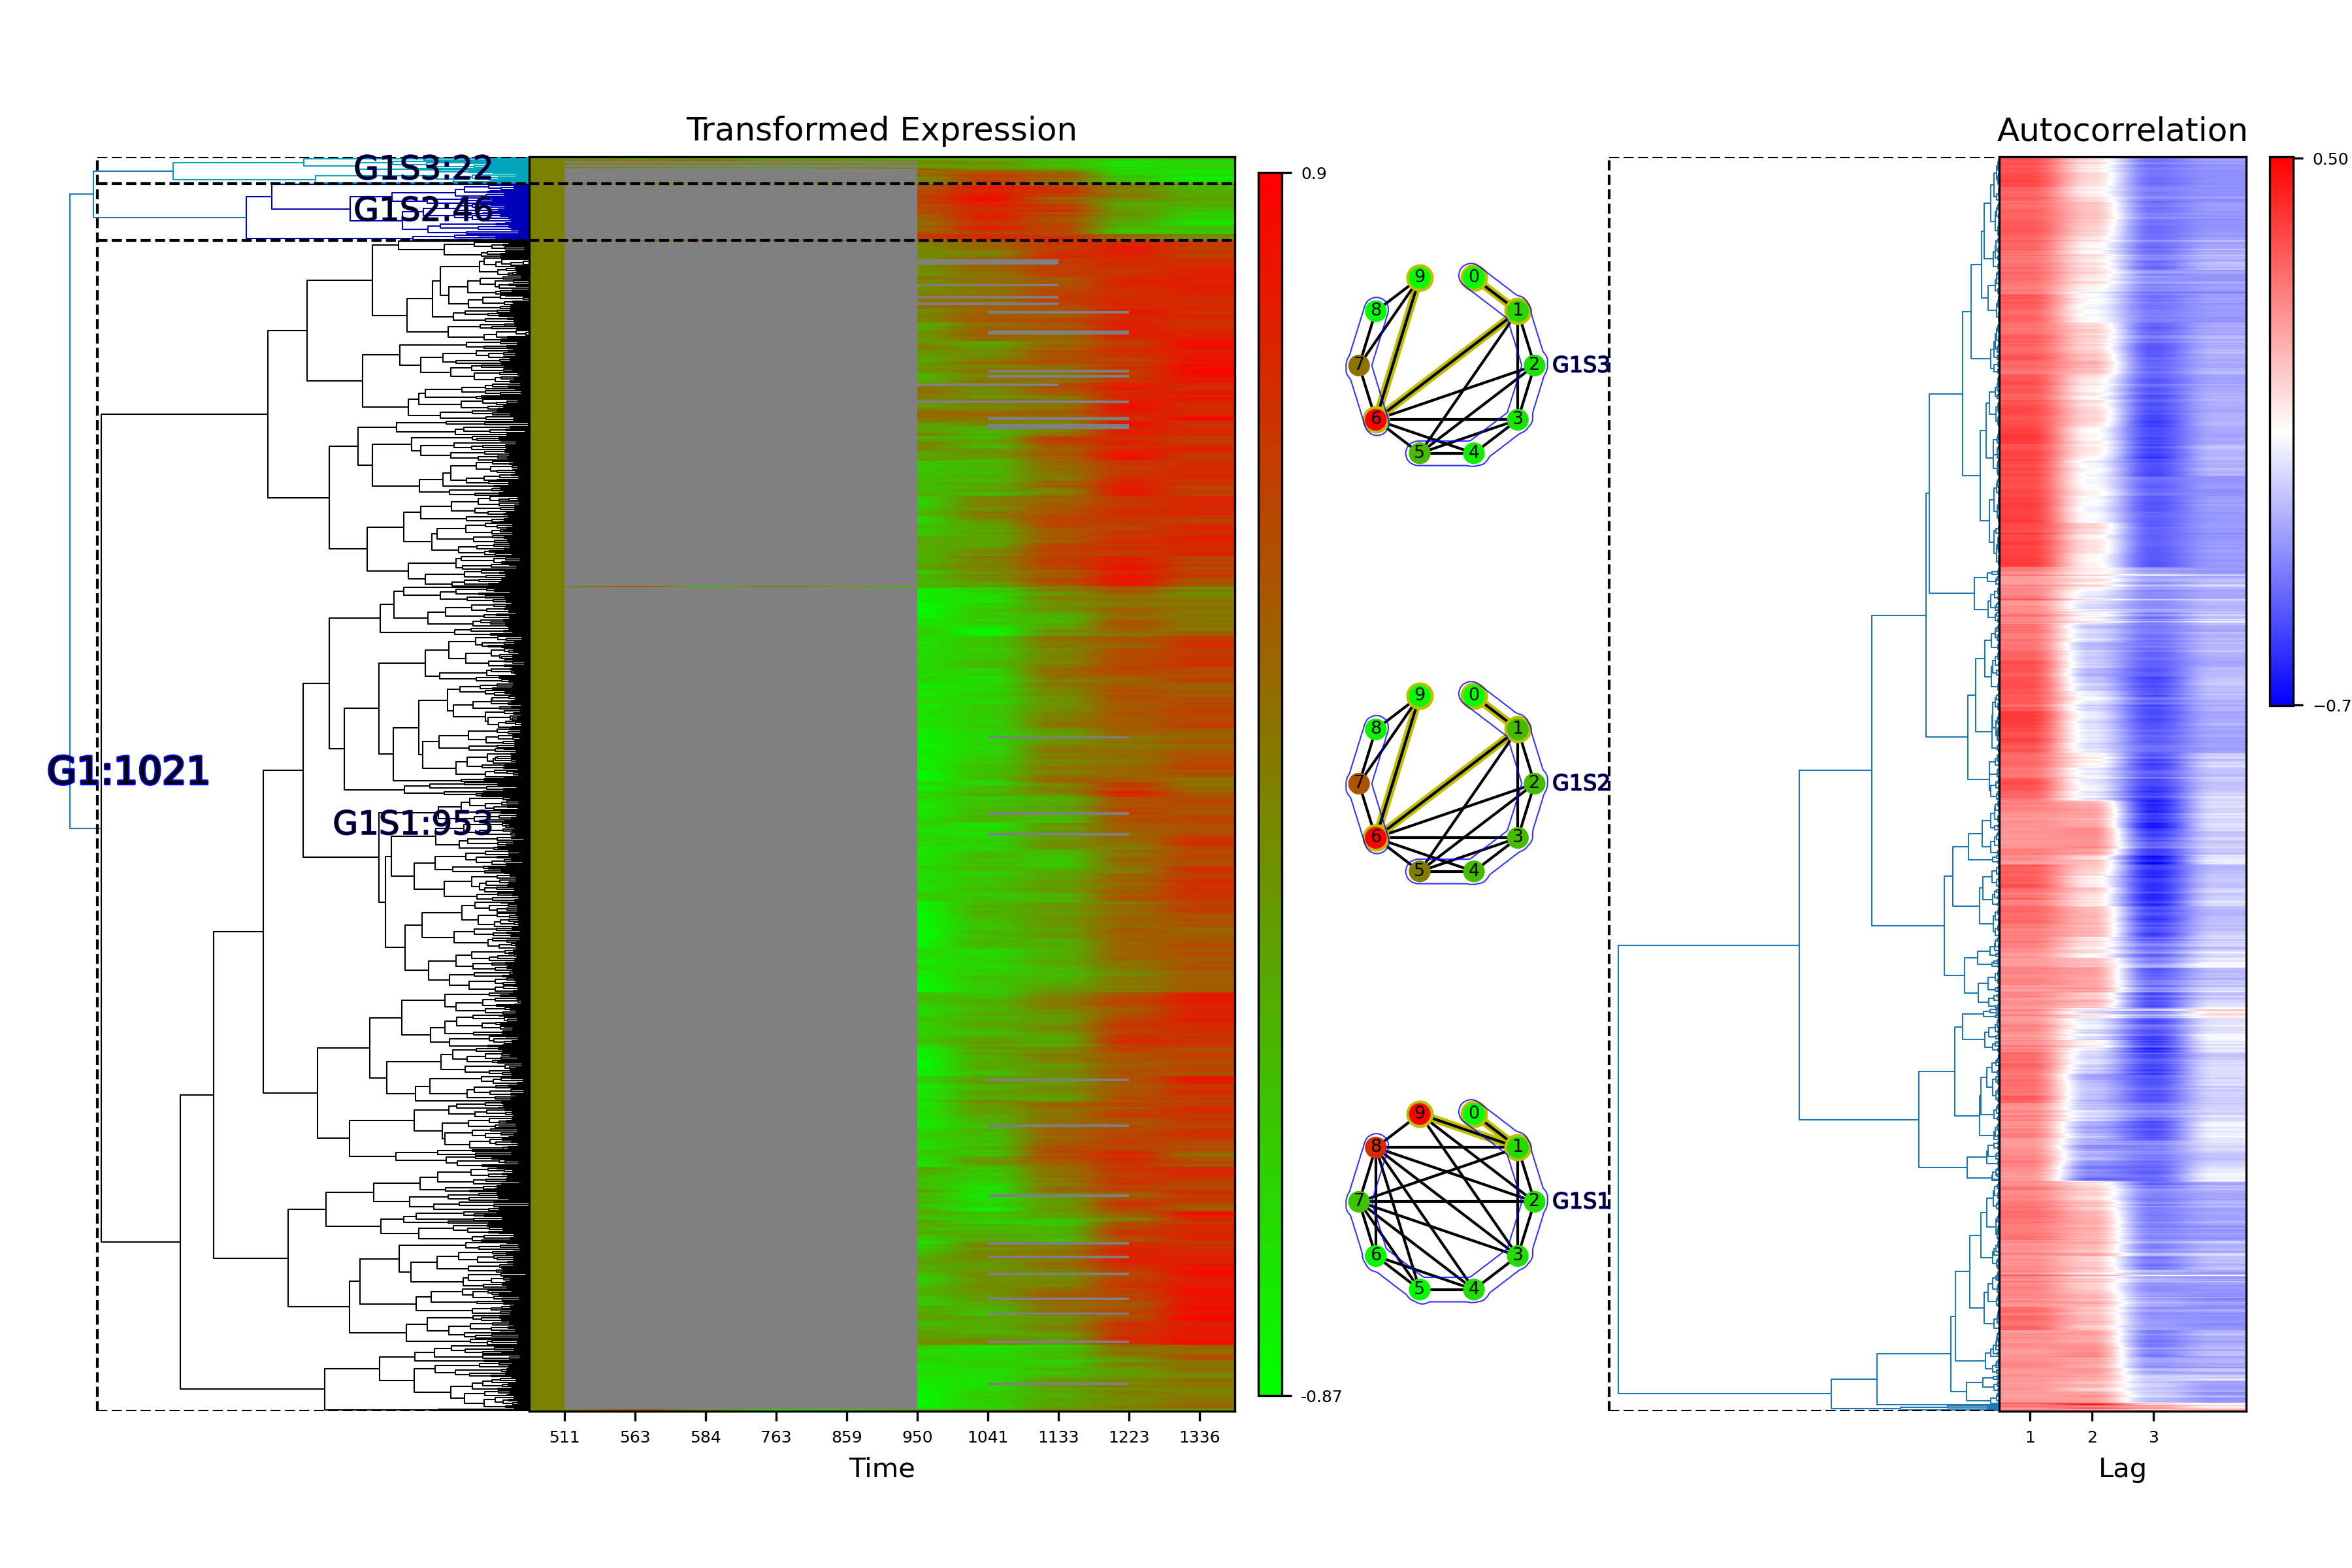 Transformed Expression
Autocorrelation
G1S3:22
G1S2:46
G1:1021
G1S1:953
511 563 584 763 859 950 1041 1133 1223 1336
Time
0.9
-0.87
9 0
8 1
7 2 G1S3
6 3
5 4
9 0
8 1
7 2 G1S2
6 3
5 4
9 0
8 1
7 2 G1S1
6 3
5 4
1 2 3
Lag
0.50
−0.7